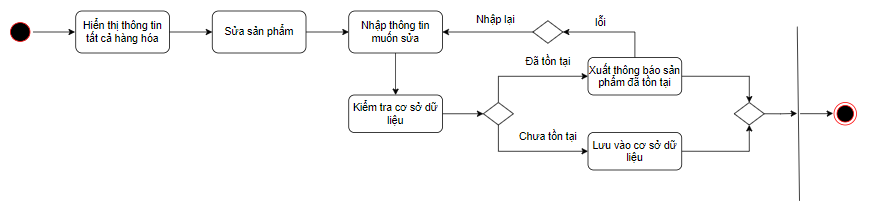 Hiển thị thông tin
tất cả hàng hóa
Sửa sản phẩm
Nhập thông tin
muốn sửa
Nhập lại
lỗi
Đã tồn tại
Xuất thông báo sản
phẩm đã tồn tại
Kiểm tra cơ sở dữ
liệu
Chưa tồn tại
Lưu vào cơ sở dữ
liệu